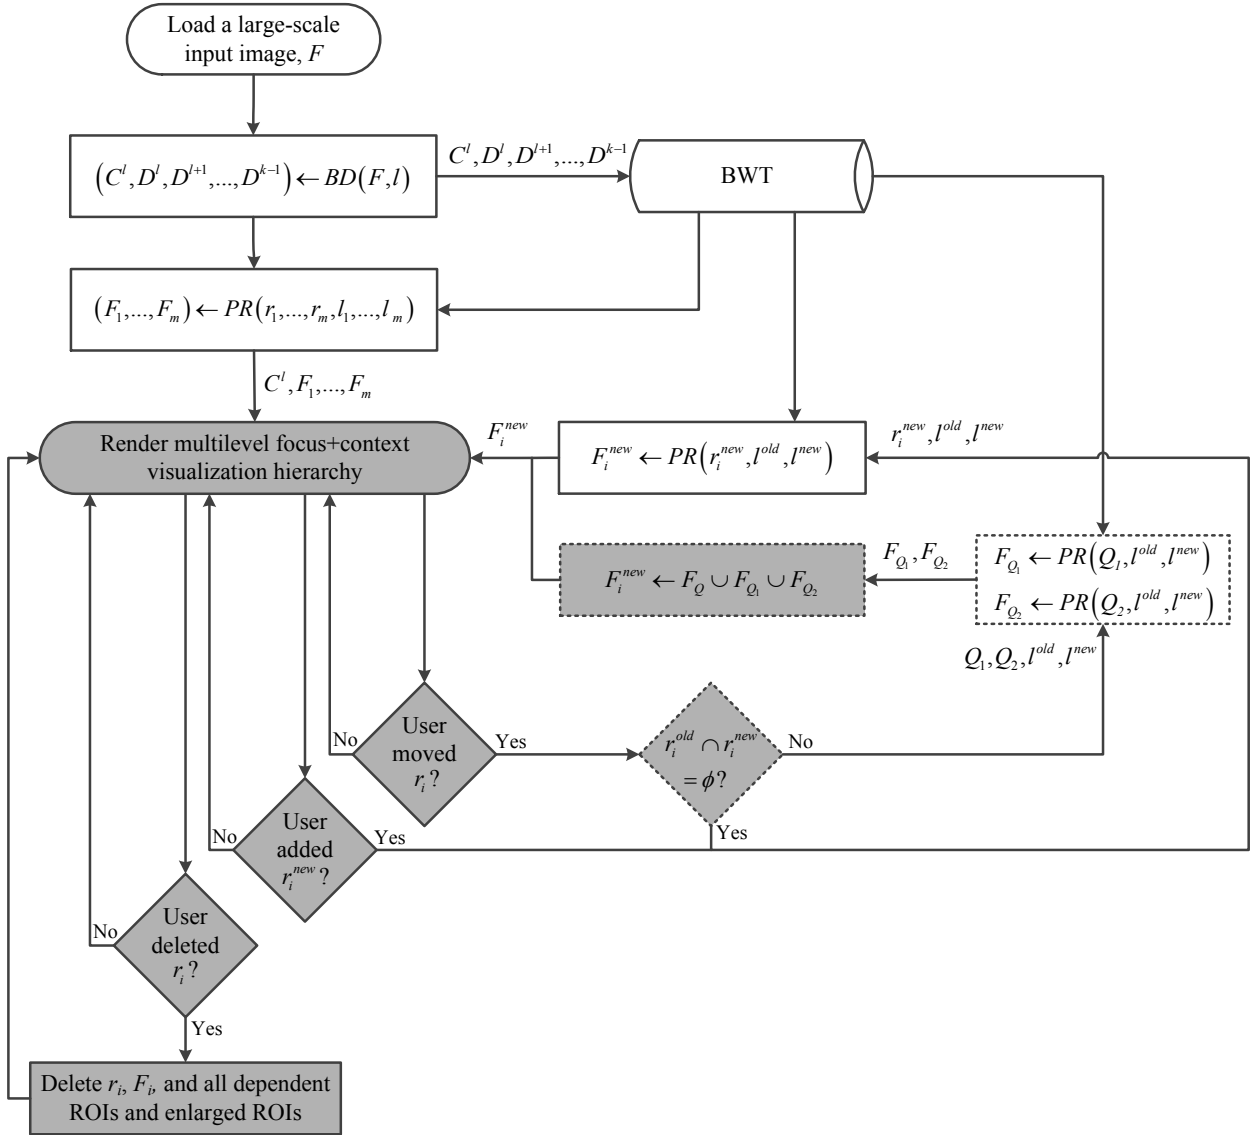 Load a large-scale
input image, F
(C^l, D^l, D^{l+1},..., D^{k-1}) ← BD(F,l)
C^l, D^l, D^{l+1},..., D^{k-1}
BWT
(F_1,...,F_m) ← PR(r_1,...,r_m,l_1,...,l_m)
C^l, F_1,..., F_m
Render multilevel focus+context
visualization hierarchy
F_i^{new}
F_i^{new} ← PR(r_i^{new}, l^{old}, l^{new})
r_i^{new}, l^{old}, l^{new}
F_i^{new} ← F_Q ∪ F_{Q_1} ∪ F_{Q_2}
F_{Q_1}, F_{Q_2}
F_{Q_1} ← PR(Q_1, l^{old}, l^{new})
F_{Q_2} ← PR(Q_2, l^{old}, l^{new})
Q_1, Q_2, l^{old}, l^{new}
User
moved
r_i?
No
Yes
r_i^{old} ∩ r_i^{new}
= ϕ?
No
Yes
User
added
r_i^{new}?
No
Yes
User
deleted
r_i?
No
Yes
Delete r_i, F_i, and all dependent
ROIs and enlarged ROIs